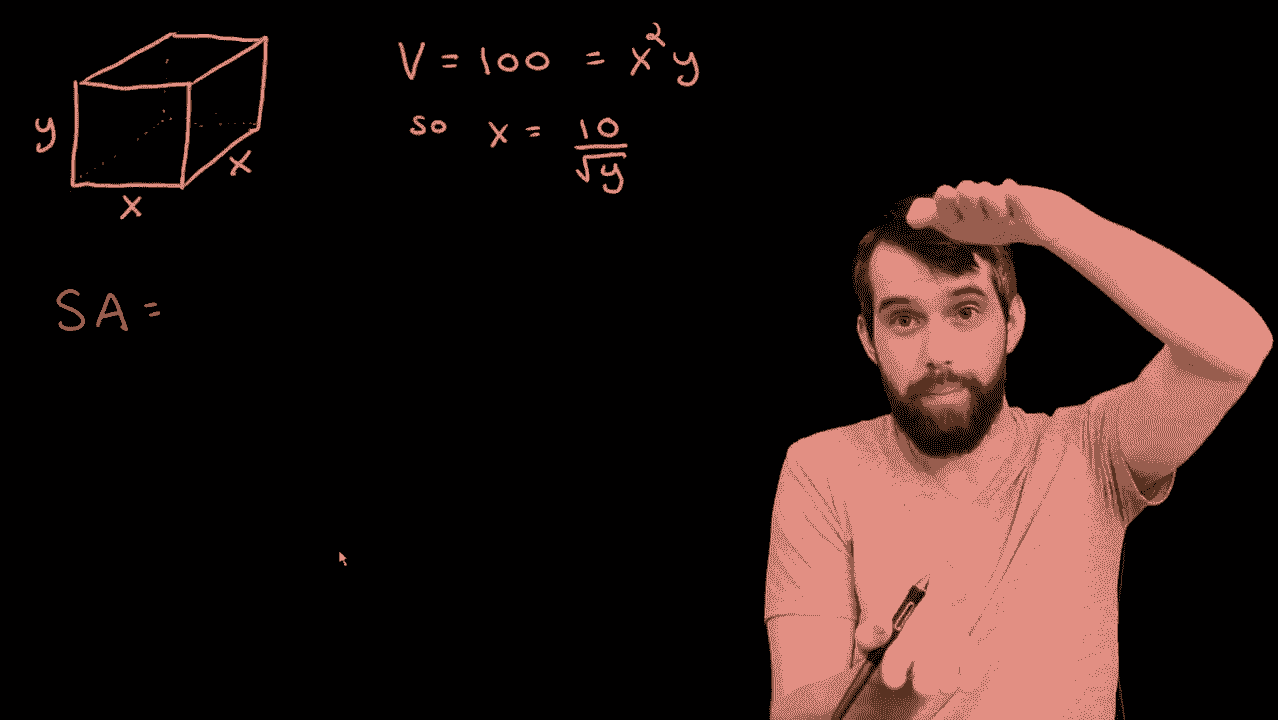 V = 100 = x²y
so x = 10/√y
y
x
x
SA =